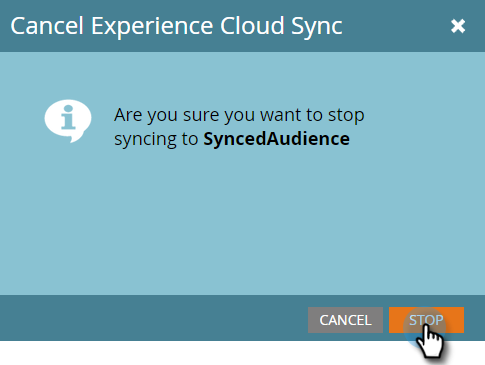 Cancel Experience Cloud Sync
Are you sure you want to stop
syncing to SyncedAudience
CANCEL
STOP